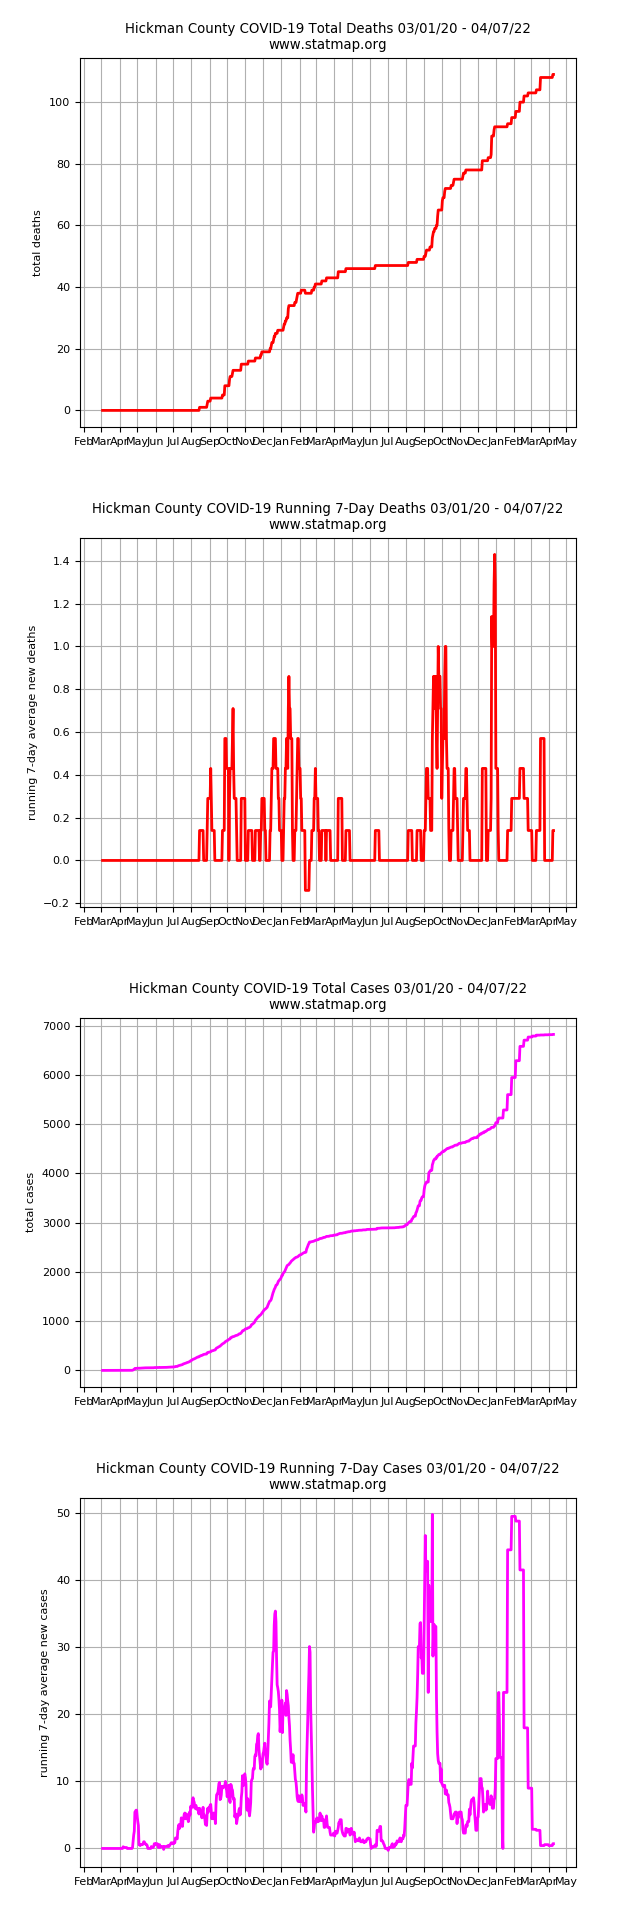 Hickman County COVID-19 Total Deaths 03/01/20 - 04/07/22
www.statmap.org
100
80
60
40
20
0
total deaths
Feb Mar Apr May Jun Jul Aug Sep Oct Nov Dec Jan Feb Mar Apr May Jun Jul Aug Sep Oct Nov Dec Jan Feb Mar Apr May
Hickman County COVID-19 Running 7-Day Deaths 03/01/20 - 04/07/22
www.statmap.org
1.4
1.2
1.0
0.8
0.6
0.4
0.2
0.0
−0.2
running 7-day average new deaths
Feb Mar Apr May Jun Jul Aug Sep Oct Nov Dec Jan Feb Mar Apr May Jun Jul Aug Sep Oct Nov Dec Jan Feb Mar Apr May
Hickman County COVID-19 Total Cases 03/01/20 - 04/07/22
www.statmap.org
7000
6000
5000
4000
3000
2000
1000
0
total cases
Feb Mar Apr May Jun Jul Aug Sep Oct Nov Dec Jan Feb Mar Apr May Jun Jul Aug Sep Oct Nov Dec Jan Feb Mar Apr May
Hickman County COVID-19 Running 7-Day Cases 03/01/20 - 04/07/22
www.statmap.org
50
40
30
20
10
0
running 7-day average new cases
Feb Mar Apr May Jun Jul Aug Sep Oct Nov Dec Jan Feb Mar Apr May Jun Jul Aug Sep Oct Nov Dec Jan Feb Mar Apr May